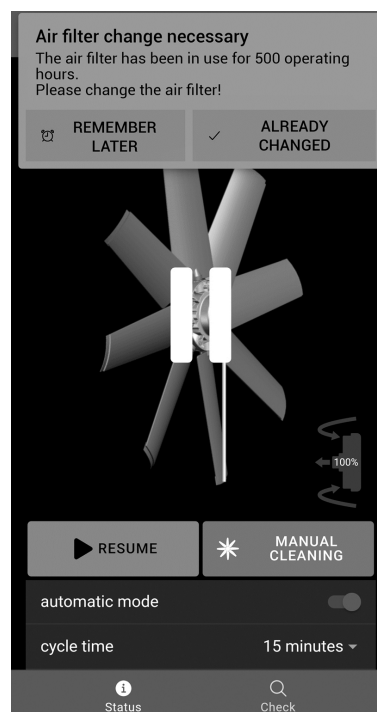 Air filter change necessary
The air filter has been in use for 500 operating
hours.
Please change the air filter!
REMEMBER
LATER
ALREADY
CHANGED
100%
RESUME
MANUAL
CLEANING
automatic mode
cycle time
15 minutes
Status
Check